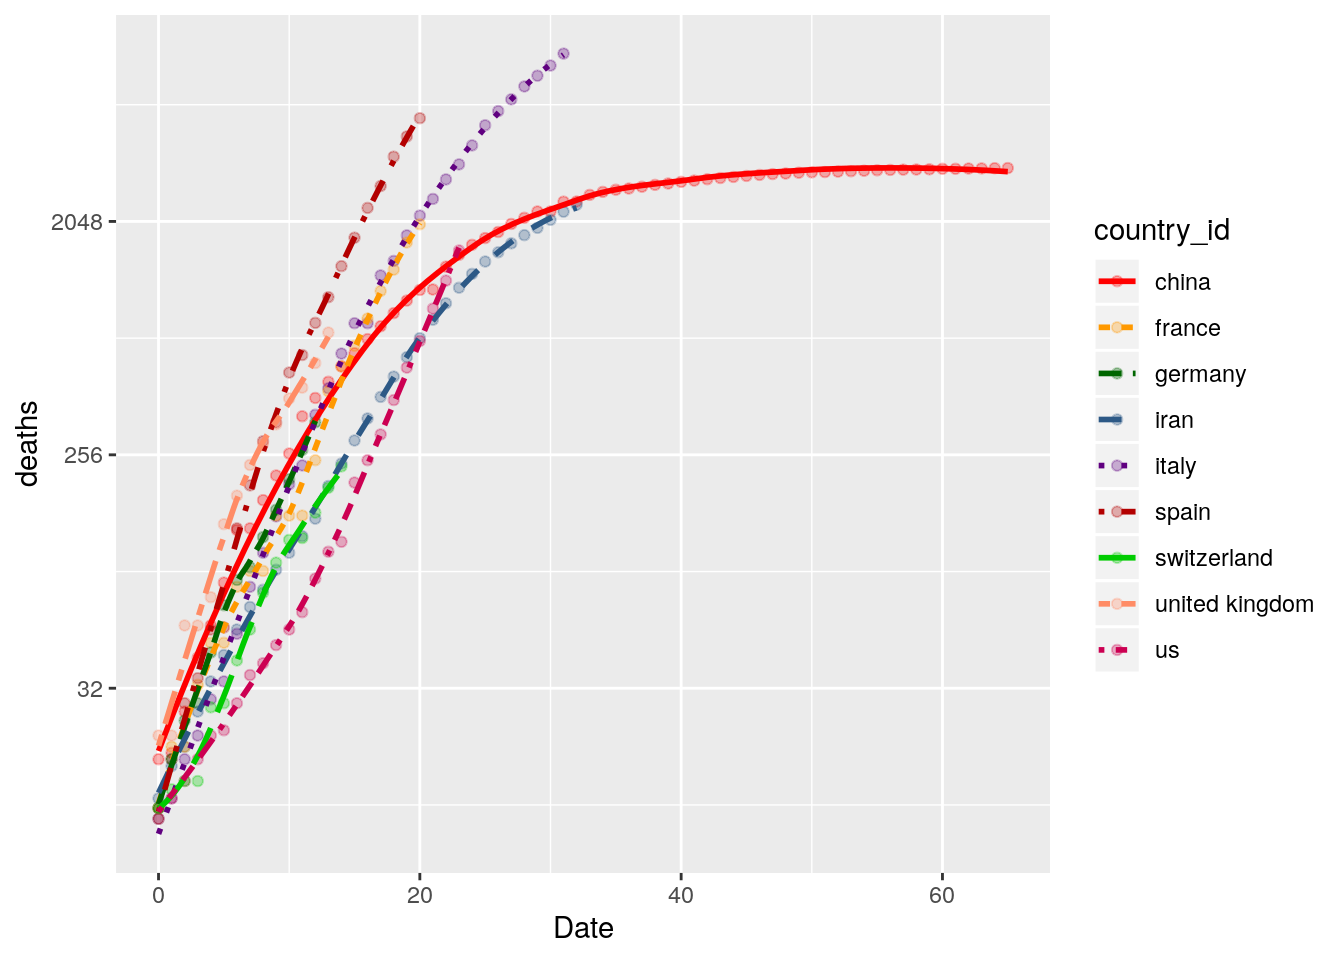 2048
256
32
deaths
0 20 40 60
Date
country_id
china
france
germany
iran
italy
spain
switzerland
united kingdom
us